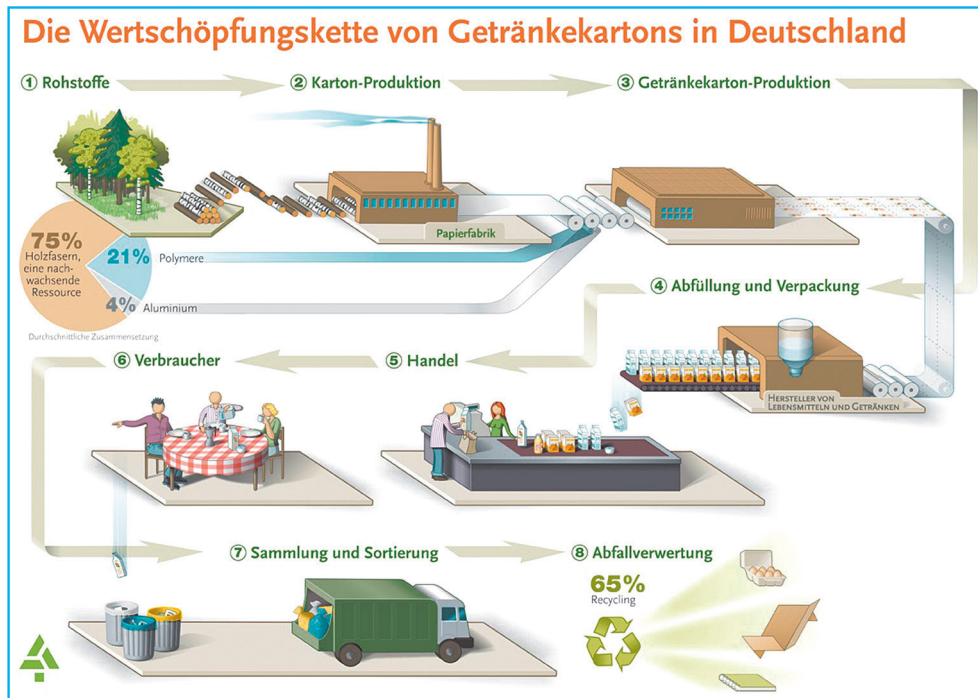 Die Wertschöpfungskette von Getränkekartons in Deutschland
1 Rohstoffe
2 Karton-Produktion
3 Getränkekarton-Produktion
Papierfabrik
75%
Holzfasern,
eine nach-
wachsende
Ressource
21%
Polymere
4%
Aluminium
Durchschnittliche Zusammensetzung
4 Abfüllung und Verpackung
Hersteller von
Lebensmitteln und Getränken
5 Handel
6 Verbraucher
7 Sammlung und Sortierung
8 Abfallverwertung
65%
Recycling